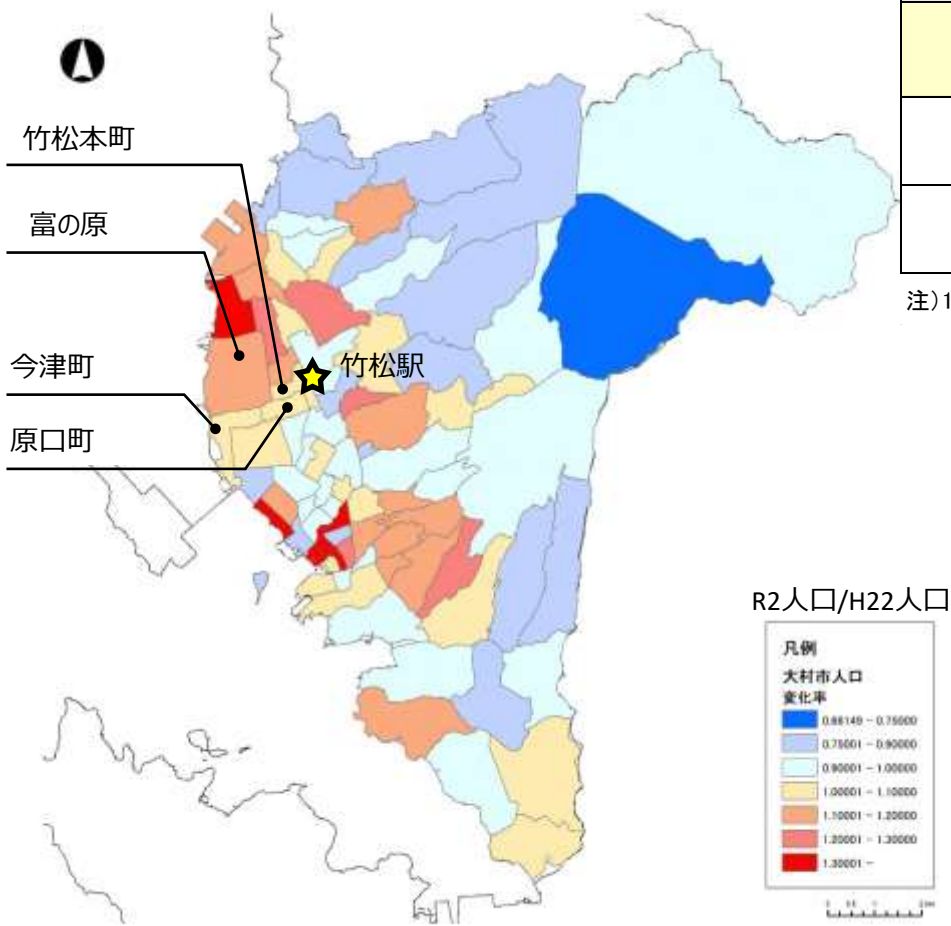 竹松本町
富の原
今津町
原口町
竹松駅
注)1
R2人口/H22人口
凡例
大村市人口
変化率
0.75001 - 0.90000
0.90001 - 1.00000
1.00001 - 1.10000
1.10001 - 1.20000
1.20001 - 1.30000
1.30001 -